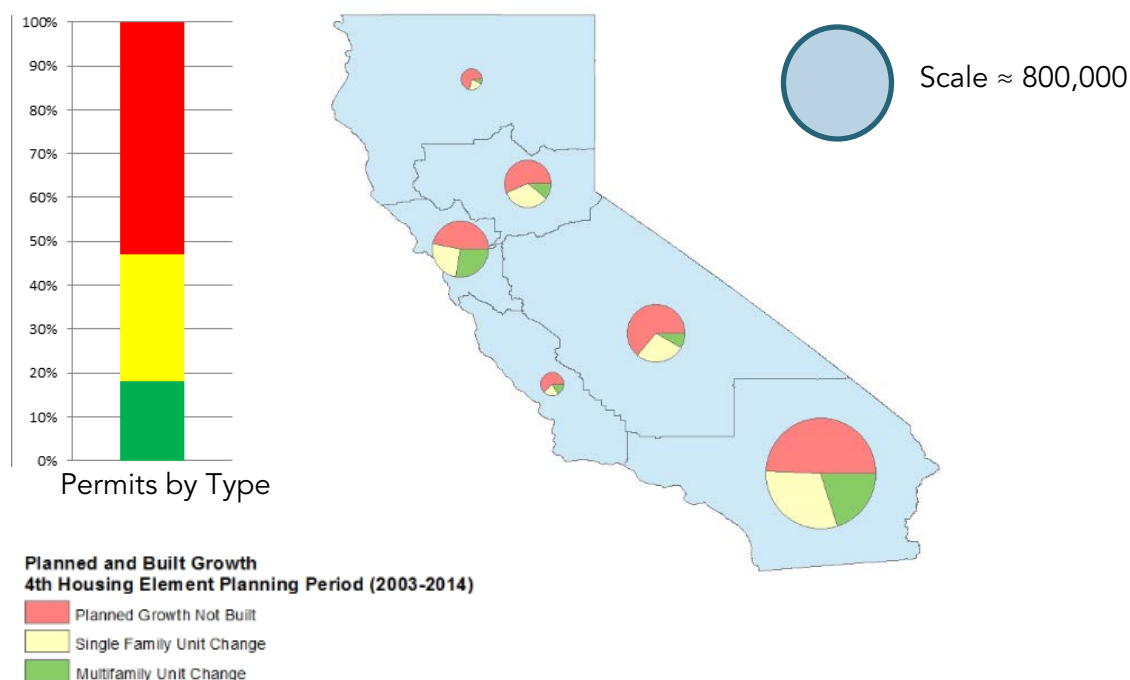 100%
90%
80%
70%
60%
50%
40%
30%
20%
10%
0%
Permits by Type
Scale ≈ 800,000
Planned and Built Growth
4th Housing Element Planning Period (2003-2014)
Planned Growth Not Built
Single Family Unit Change
Multifamily Unit Change